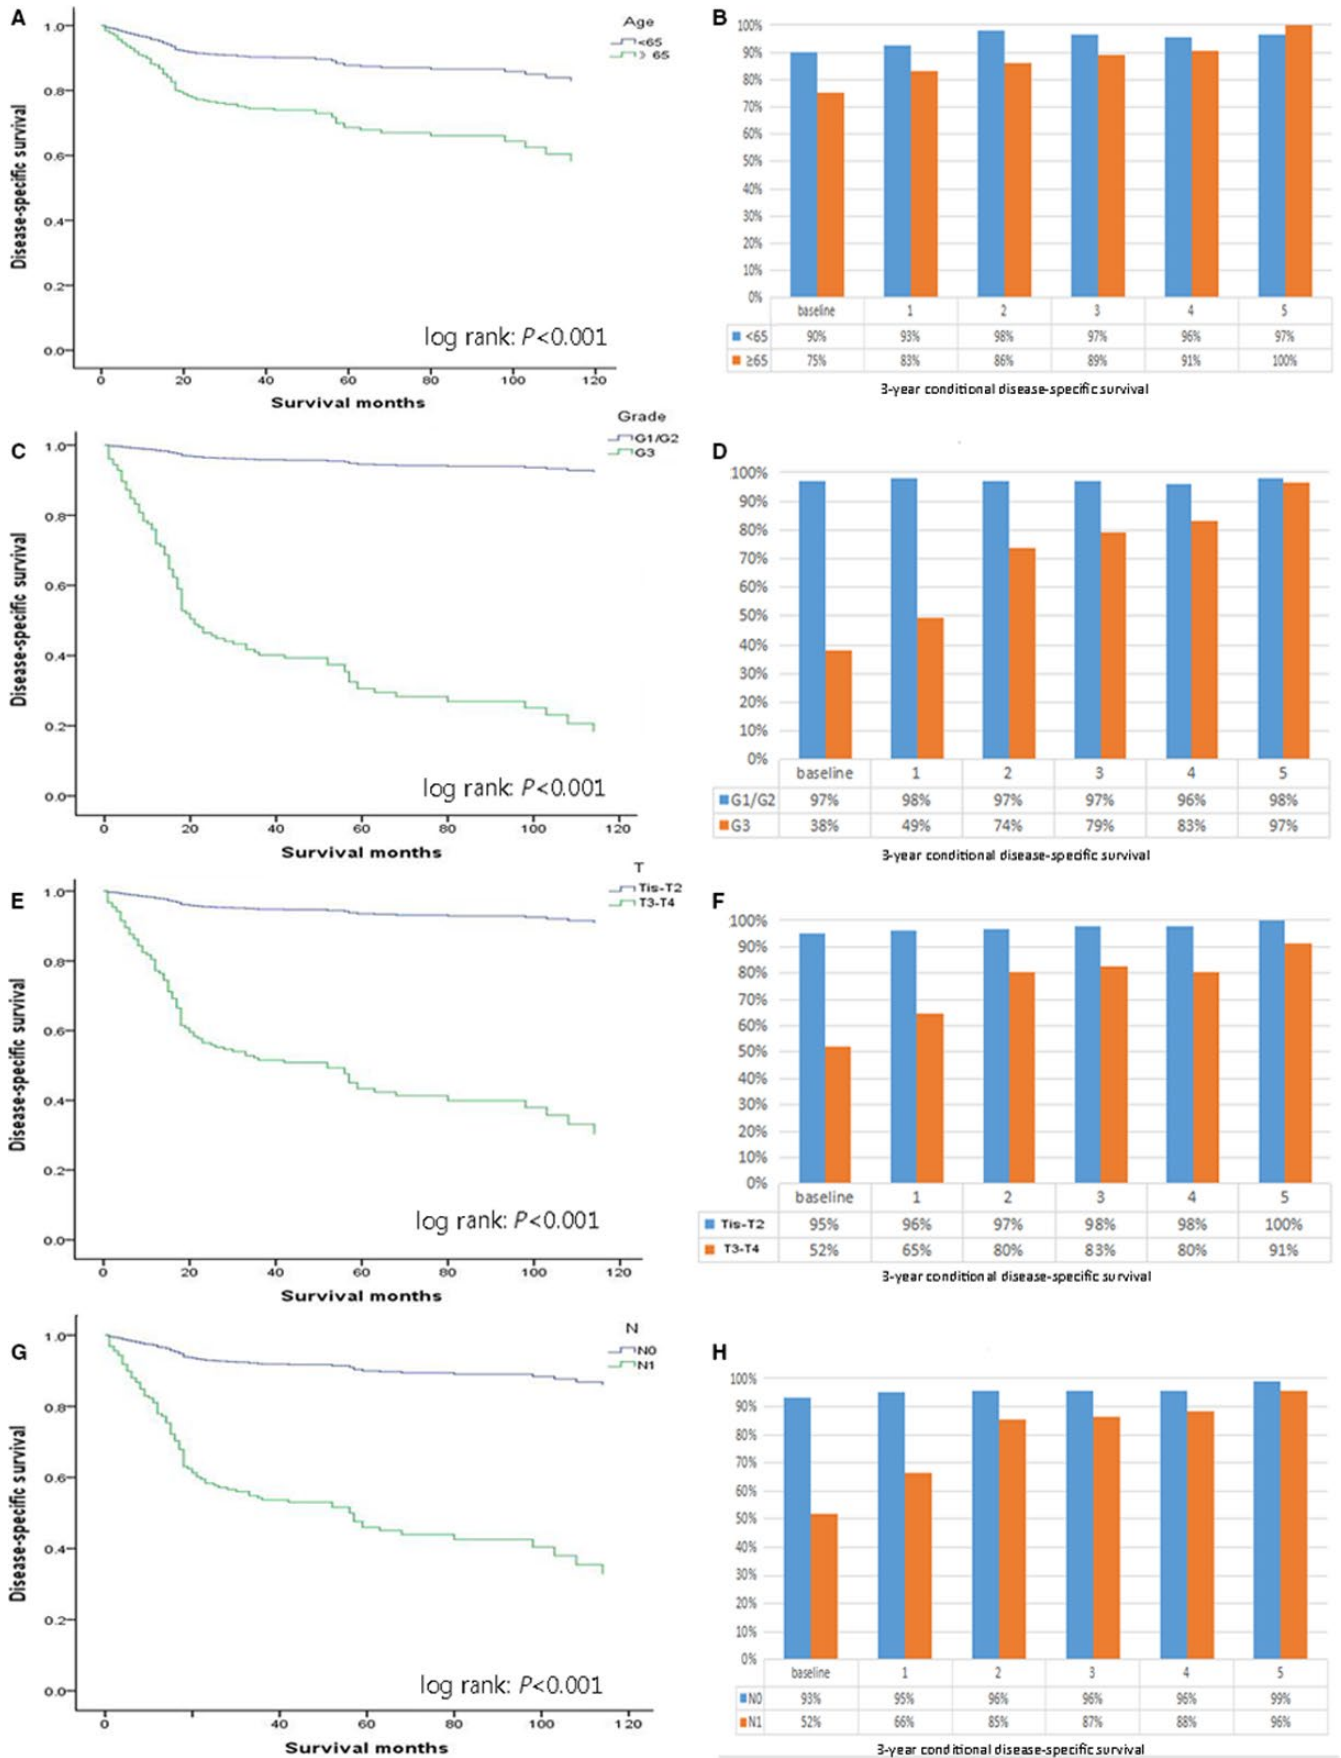 A
Disease-specific survival
1.0
0.8
0.6
0.4
0.2
0.0
Age
<65
≥ 65
log rank: P<0.001
0 20 40 60 80 100 120
Survival months
B
100%
90%
80%
70%
60%
50%
40%
30%
20%
10%
0%
baseline 1 2 3 4 5
<65 90% 93% 98% 97% 96% 97%
≥65 75% 83% 86% 89% 91% 100%
3-year conditional disease-specific survival
C
Disease-specific survival
1.0
0.8
0.6
0.4
0.2
0.0
Grade
G1/G2
G3
log rank: P<0.001
0 20 40 60 80 100 120
Survival months
D
100%
90%
80%
70%
60%
50%
40%
30%
20%
10%
0%
baseline 1 2 3 4 5
G1/G2 97% 98% 97% 97% 96% 98%
G3 38% 49% 74% 79% 83% 97%
3-year conditional disease-specific survival
E
Disease-specific survival
1.0
0.8
0.6
0.4
0.2
0.0
T
Tis-T2
T3-T4
log rank: P<0.001
0 20 40 60 80 100 120
Survival months
F
100%
90%
80%
70%
60%
50%
40%
30%
20%
10%
0%
baseline 1 2 3 4 5
Tis-T2 95% 96% 97% 98% 98% 100%
T3-T4 52% 65% 80% 83% 80% 91%
3-year conditional disease-specific survival
G
Disease-specific survival
1.0
0.8
0.6
0.4
0.2
0.0
N
N0
N1
log rank: P<0.001
0 20 40 60 80 100 120
Survival months
H
100%
90%
80%
70%
60%
50%
40%
30%
20%
10%
0%
baseline 1 2 3 4 5
N0 93% 95% 96% 96% 96% 99%
N1 52% 66% 85% 87% 88% 96%
3-year conditional disease-specific survival